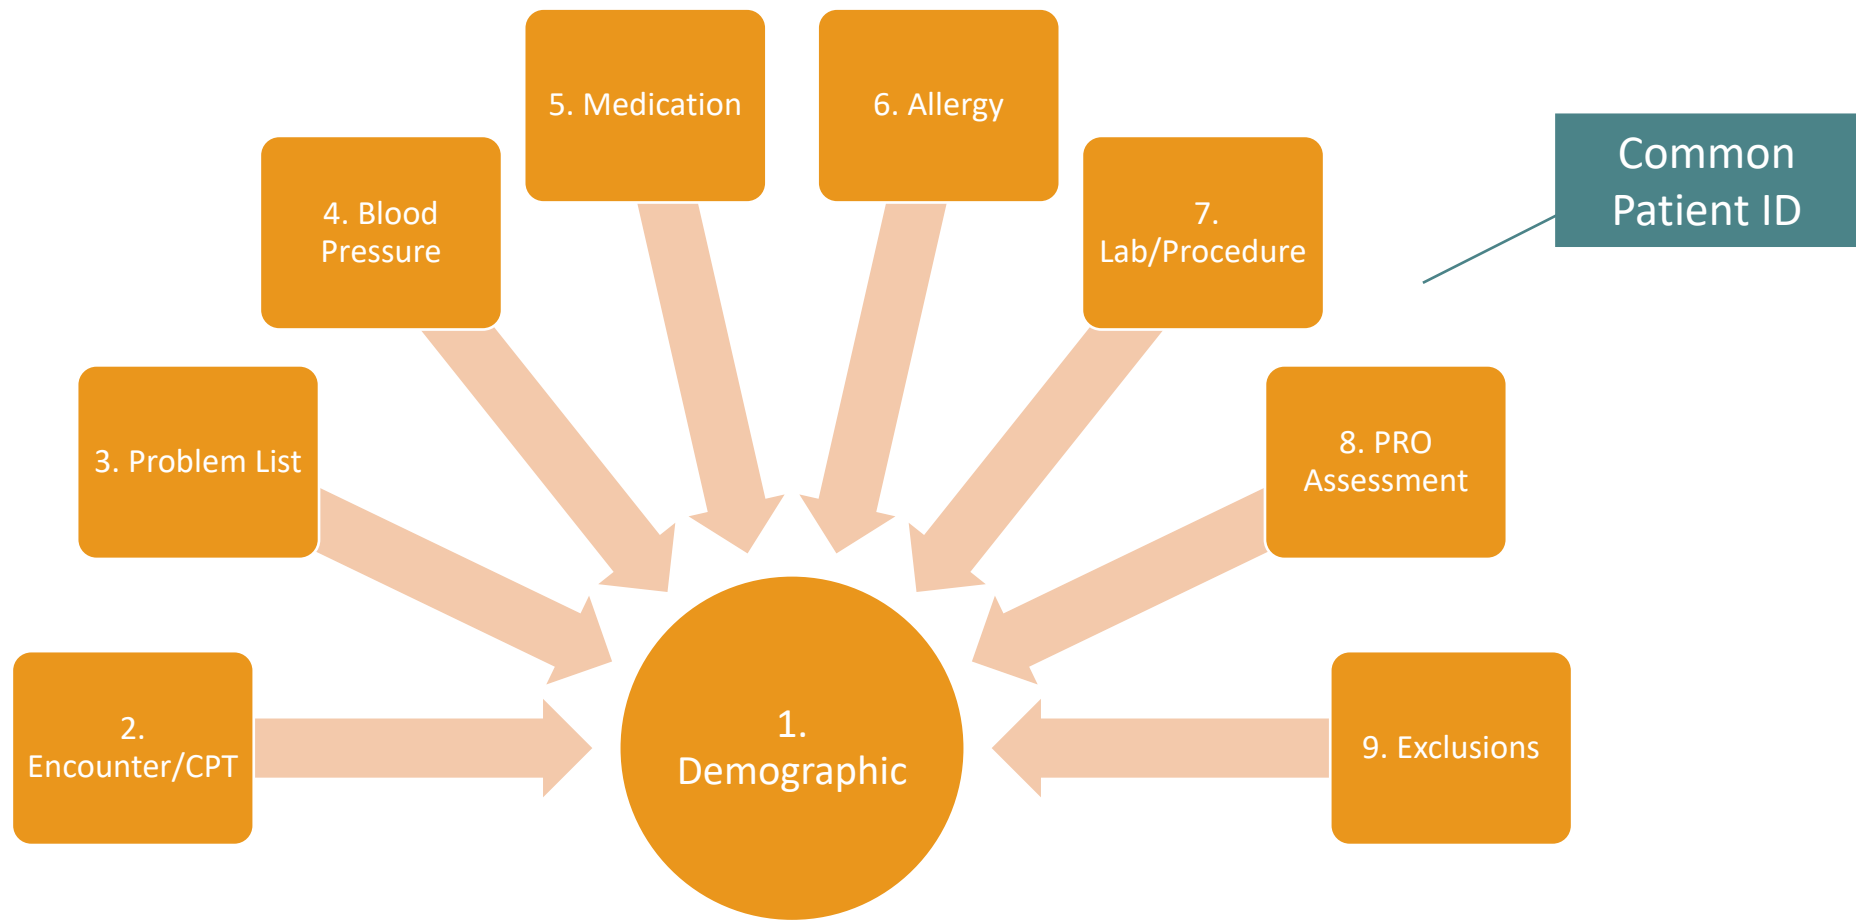 5. Medication
6. Allergy
Common
Patient ID
4. Blood
Pressure
7.
Lab/Procedure
3. Problem List
8. PRO
Assessment
2.
Encounter/CPT
1.
Demographic
9. Exclusions